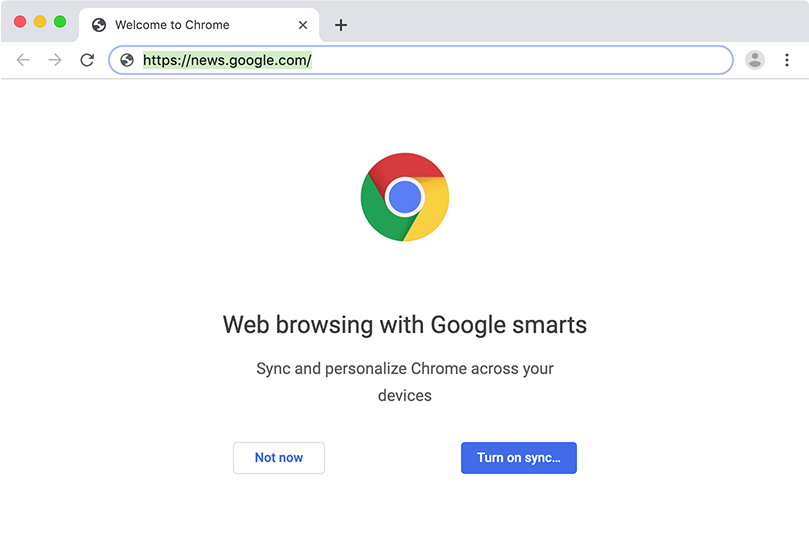 Welcome to Chrome
https://news.google.com/
Web browsing with Google smarts
Sync and personalize Chrome across your
devices
Not now
Turn on sync...